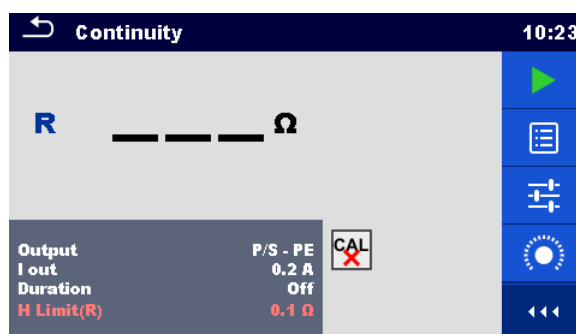 Continuity 10:23
R _ _ _ Ω
Output P/S - PE
CAL
I out 0.2 A
Duration Off
H Limit(R) 0.1 Ω